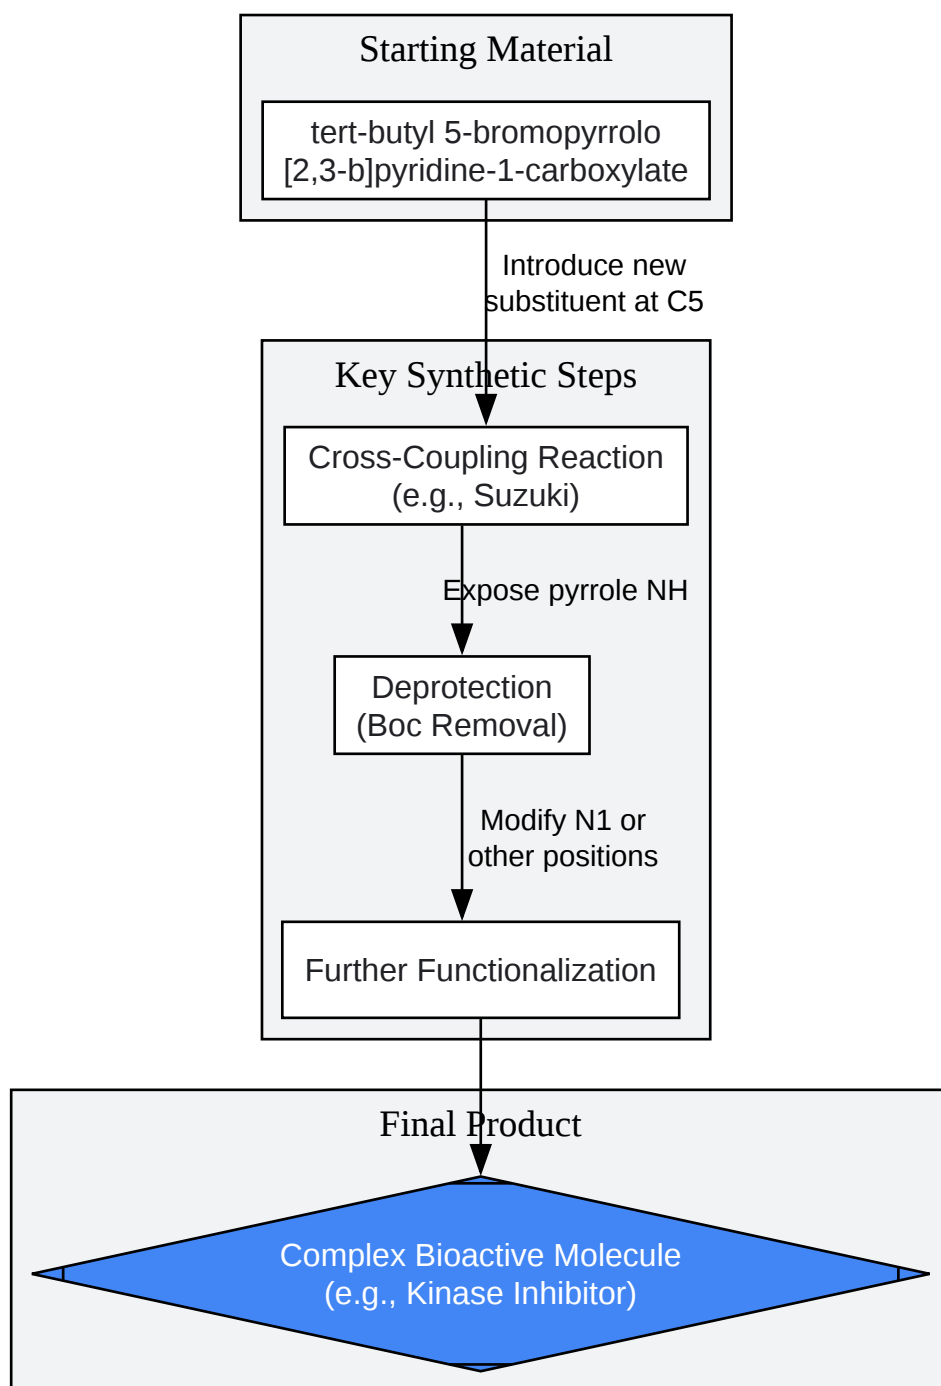 Starting Material
tert-butyl 5-bromopyrrolo
[2,3-b]pyridine-1-carboxylate
Introduce new
substituent at C5
Key Synthetic Steps
Cross-Coupling Reaction
(e.g., Suzuki)
Expose pyrrole NH
Deprotection
(Boc Removal)
Modify N1 or
other positions
Further Functionalization
Final Product
Complex Bioactive Molecule
(e.g., Kinase Inhibitor)